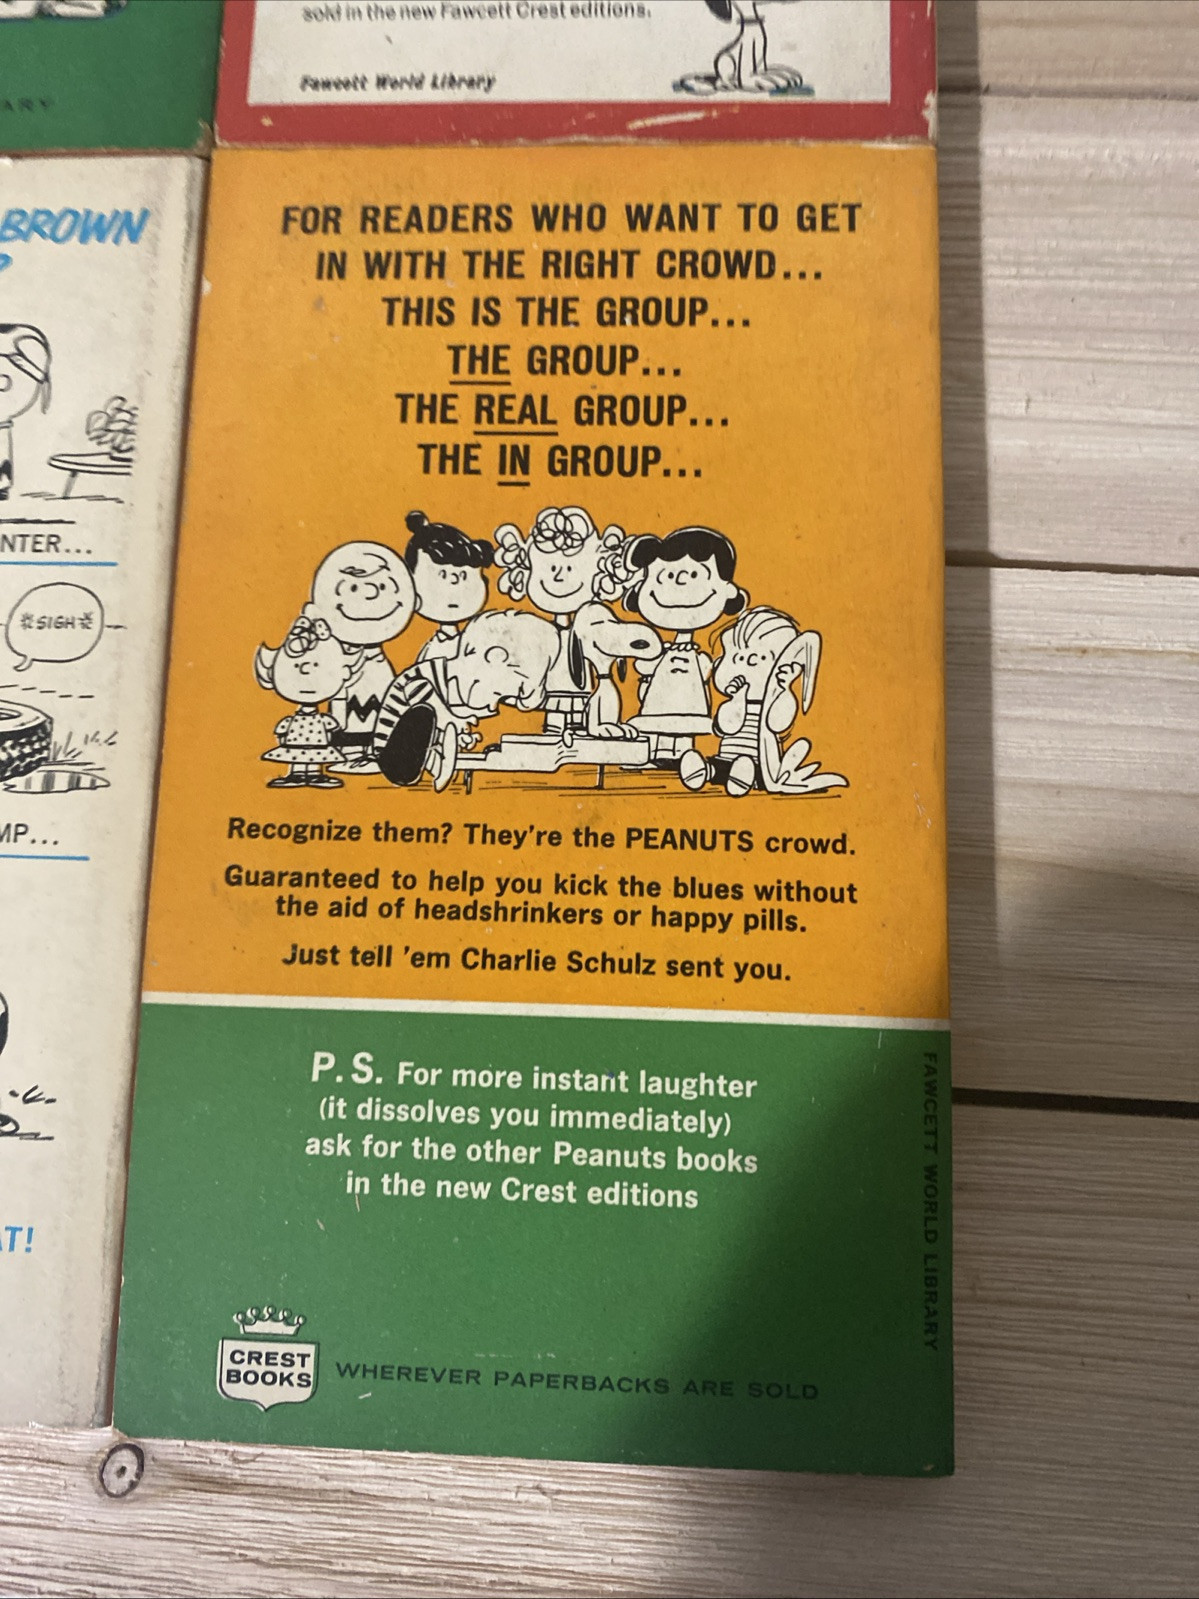 sold in the new Fawcett Crest editions.
Fawcett World Library
BROWN
SIGH
FOR READERS WHO WANT TO GET
IN WITH THE RIGHT CROWD...
THIS IS THE GROUP...
THE GROUP...
THE REAL GROUP...
THE IN GROUP...
Recognize them? They're the PEANUTS crowd.
Guaranteed to help you kick the blues without
the aid of headshrinkers or happy pills.
Just tell 'em Charlie Schulz sent you.
P.S. For more instant laughter
(it dissolves you immediately)
ask for the other Peanuts books
in the new Crest editions
FAWCETT WORLD LIBRARY
CREST
BOOKS
WHEREVER PAPERBACKS ARE SOLD